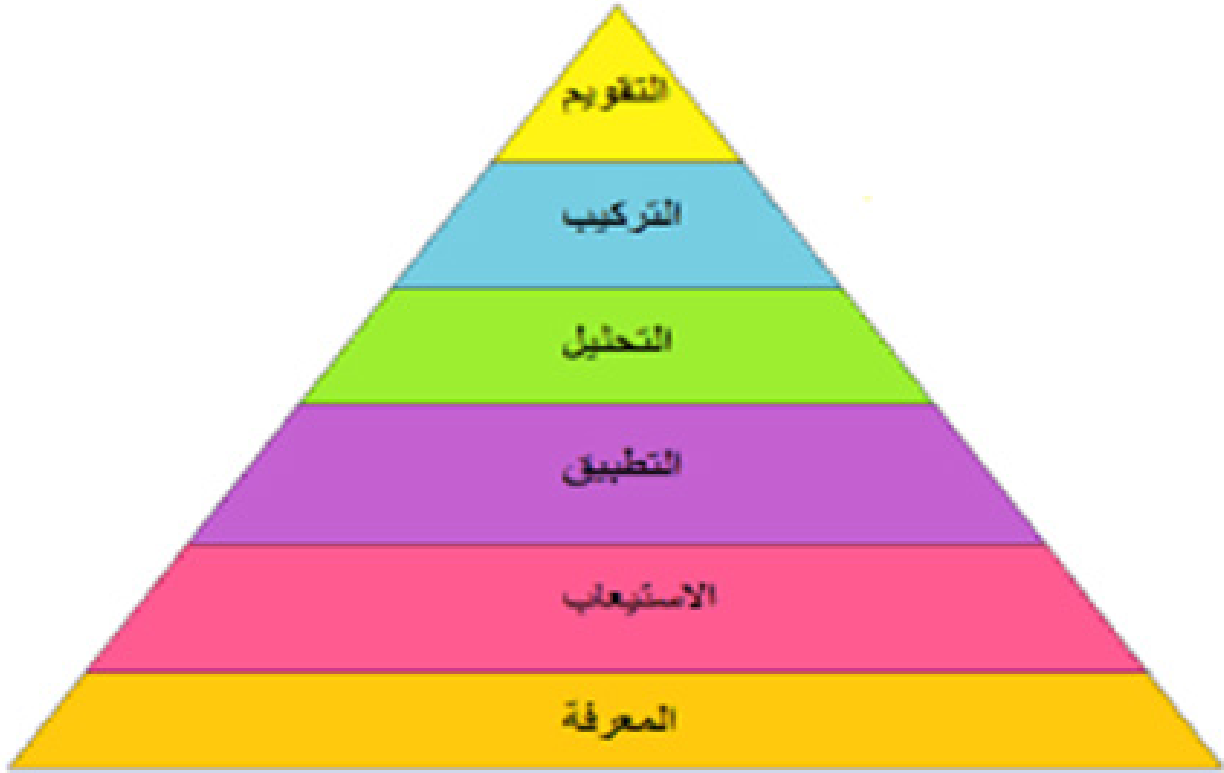 التقويم
التركيب
التحليل
التطبيق
الاستيعاب
المعرفة